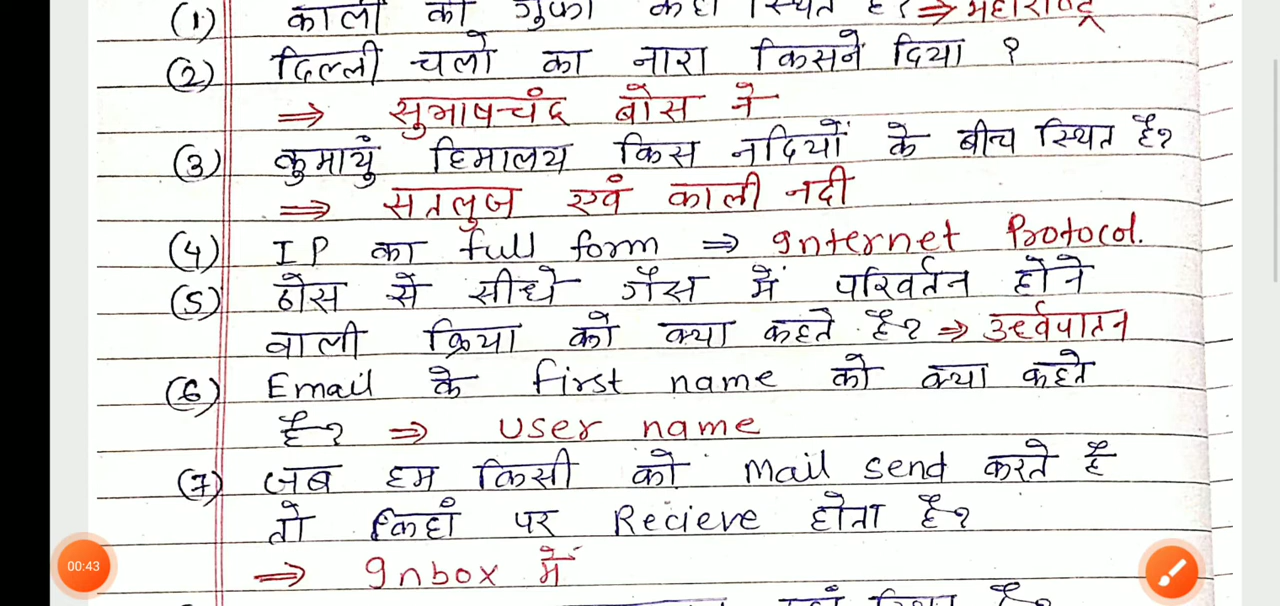 (1) काली की गुफा कहाँ स्थित है? ⇒ महाराष्ट्र
(2) दिल्ली चलो का नारा किसनें दिया ?
⇒ सुभाषचंद्र बोस ने
(3) कुमायुं हिमालय किस नदियों के बीच स्थित है?
⇒ सतलुज एवं काली नदी
(4) IP का full form ⇒ Internet Protocol.
(5) ठोस से सीधे गैस में परिवर्तन होने
वाली क्रिया को क्या कहते है? ⇒ उर्ध्वपातन
(6) Email के first name को क्या कहते
है? ⇒ User name
(7) जब हम किसी को mail send करते है
तो किहाँ पर Recieve होता है?
⇒ Inbox में
00:43